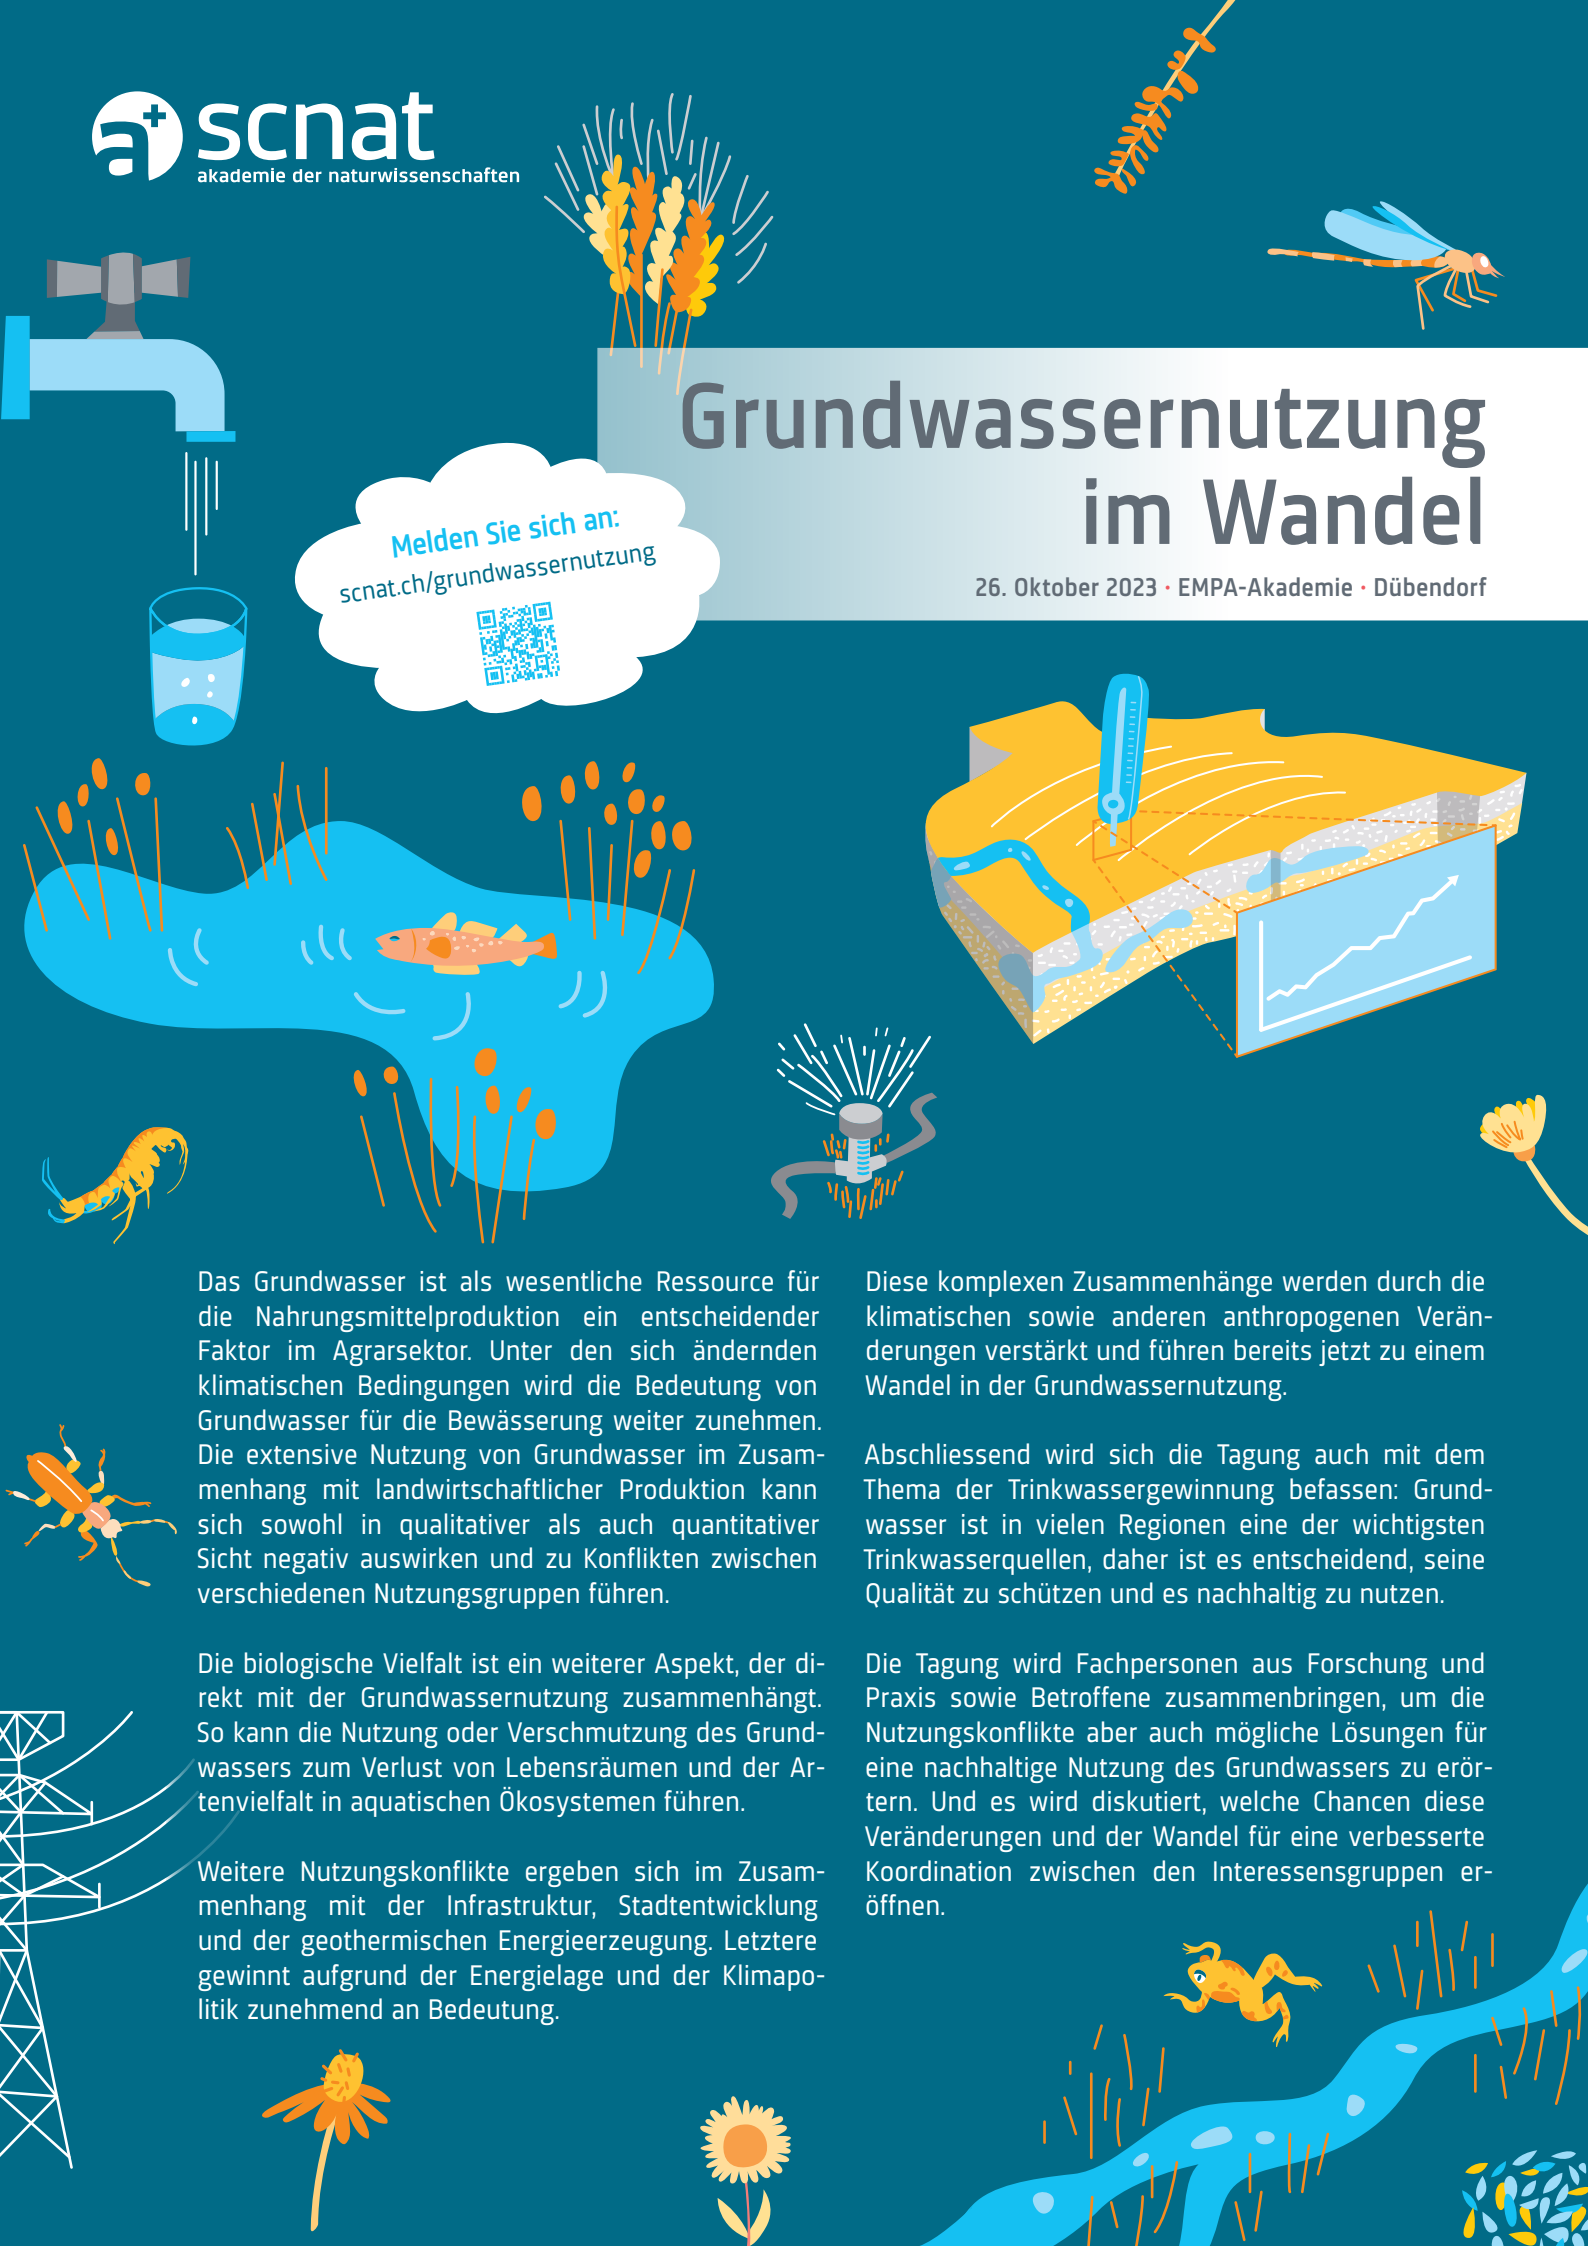 scnat
akademie der naturwissenschaften
Grundwassernutzung
im Wandel
26. Oktober 2023 • EMPA-Akademie • Dübendorf
Melden Sie sich an:
scnat.ch/grundwassernutzung
Das Grundwasser ist als wesentliche Ressource für
die Nahrungsmittelproduktion ein entscheidender
Faktor im Agrarsektor. Unter den sich ändernden
klimatischen Bedingungen wird die Bedeutung von
Grundwasser für die Bewässerung weiter zunehmen.
Die extensive Nutzung von Grundwasser im Zusam-
menhang mit landwirtschaftlicher Produktion kann
sich sowohl in qualitativer als auch quantitativer
Sicht negativ auswirken und zu Konflikten zwischen
verschiedenen Nutzungsgruppen führen.
Die biologische Vielfalt ist ein weiterer Aspekt, der di-
rekt mit der Grundwassernutzung zusammenhängt.
So kann die Nutzung oder Verschmutzung des Grund-
wassers zum Verlust von Lebensräumen und der Ar-
tenvielfalt in aquatischen Ökosystemen führen.
Weitere Nutzungskonflikte ergeben sich im Zusam-
menhang mit der Infrastruktur, Stadtentwicklung
und der geothermischen Energieerzeugung. Letztere
gewinnt aufgrund der Energielage und der Klimapo-
litik zunehmend an Bedeutung.
Diese komplexen Zusammenhänge werden durch die
klimatischen sowie anderen anthropogenen Verän-
derungen verstärkt und führen bereits jetzt zu einem
Wandel in der Grundwassernutzung.
Abschliessend wird sich die Tagung auch mit dem
Thema der Trinkwassergewinnung befassen: Grund-
wasser ist in vielen Regionen eine der wichtigsten
Trinkwasserquellen, daher ist es entscheidend, seine
Qualität zu schützen und es nachhaltig zu nutzen.
Die Tagung wird Fachpersonen aus Forschung und
Praxis sowie Betroffene zusammenbringen, um die
Nutzungskonflikte aber auch mögliche Lösungen für
eine nachhaltige Nutzung des Grundwassers zu erör-
tern. Und es wird diskutiert, welche Chancen diese
Veränderungen und der Wandel für eine verbesserte
Koordination zwischen den Interessensgruppen er-
öffnen.